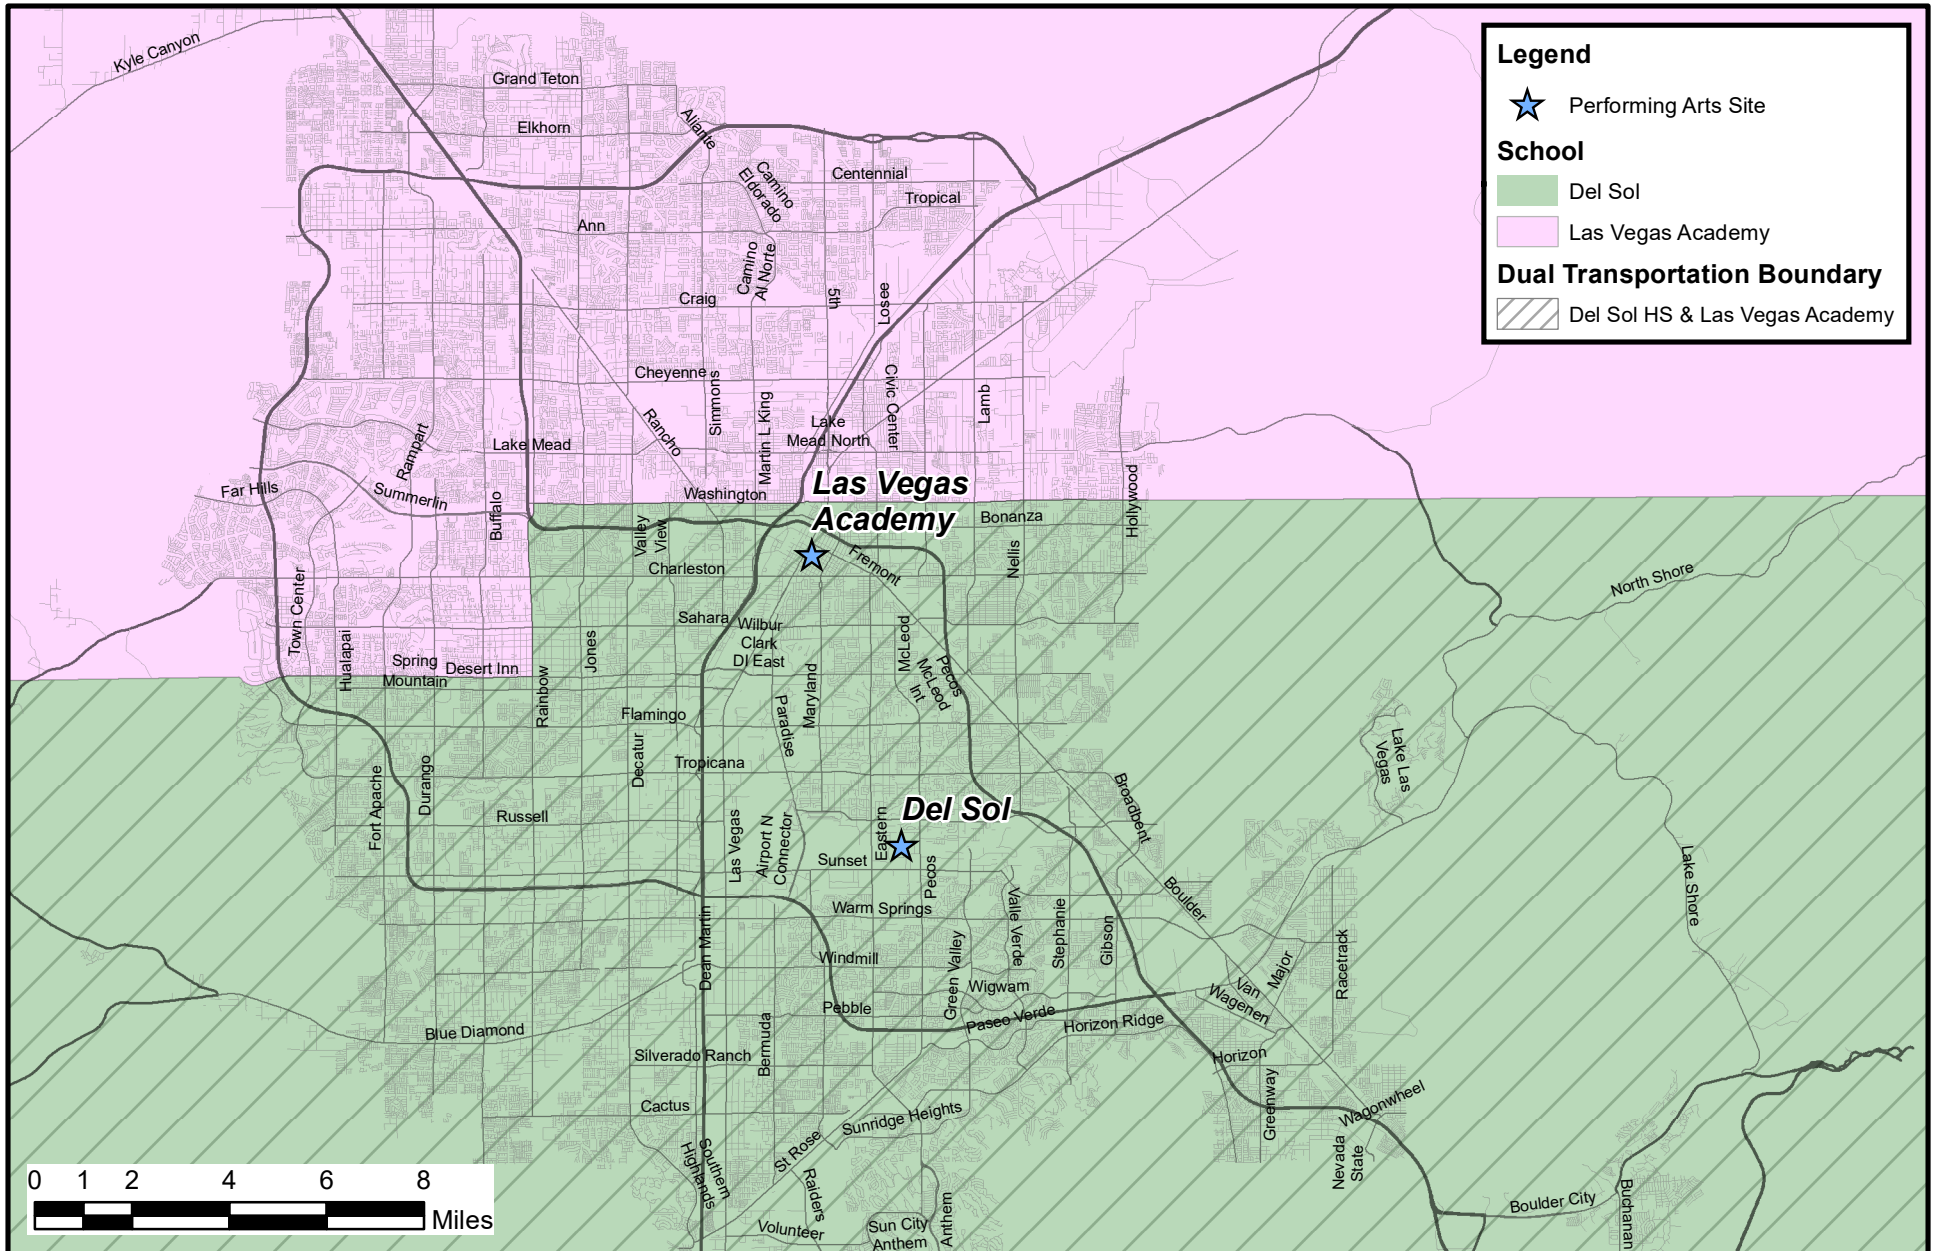 Legend
Performing Arts Site
School
Del Sol
Las Vegas Academy
Dual Transportation Boundary
Del Sol HS & Las Vegas Academy
Kyle Canyon
Grand Teton
Elkhorn
Aliante
Camino
Eldorado
Centennial
Tropical
Ann
Camino
Al Norte
Craig
5th
Losee
Cheyenne
Simmons
Martin L King
Rancho
Civic Center
Lamb
Lake
Mead North
Lake Mead
Rampart
Far Hills
Summerlin
Buffalo
Washington
Las Vegas
Academy
Bonanza
Hollywood
Valley
View
Fremont
Nellis
Charleston
North Shore
Town Center
Hualapai
Sahara
Wilbur
Clark
DI East
Jones
McLeod
Maryland
Pecos
McLeod
Int
Spring
Mountain
Desert Inn
Rainbow
Flamingo
Paradise
Decatur
Tropicana
Lake Las
Vegas
Fort Apache
Durango
Russell
Las Vegas
Airport N
Connector
Eastern
Del Sol
Sunset
Pecos
Broadbent
Boulder
Lake Shore
Warm Springs
Dean Martin
Windmill
Green Valley
Valle Verde
Stephanie
Gibson
Major
Racetrack
Wigwam
Van
Wagenen
Pebble
Paseo Verde
Horizon Ridge
Blue Diamond
Silverado Ranch
Bermuda
Horizon
Greenway
Cactus
Sunridge Heights
Wagonwheel
Southern
Highlands
St Rose
Raiders
Nevada
State
Volunteer
Sun City
Anthem
Anthem
Boulder City
Buchanan
0 1 2 4 6 8
Miles